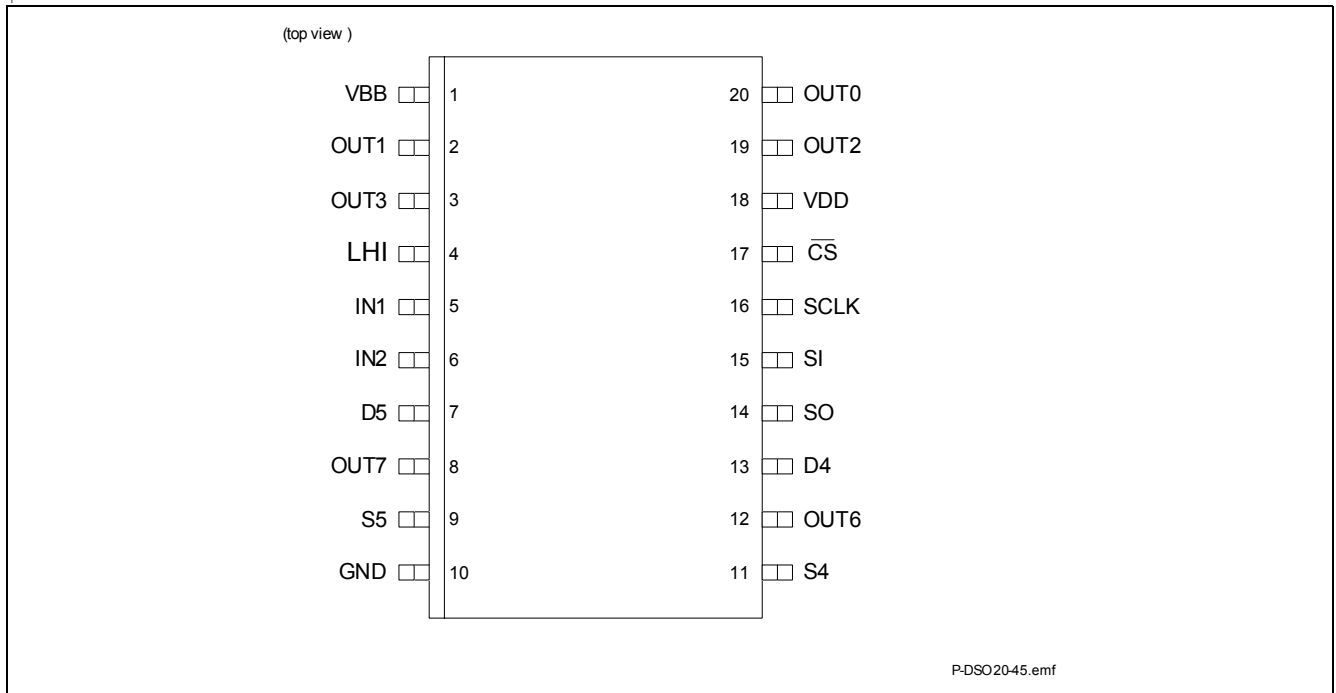 (top view )
VBB 1 20 OUT0
OUT1 2 19 OUT2
OUT3 3 18 VDD
LHI 4 17 C̅S̅
IN1 5 16 SCLK
IN2 6 15 SI
D5 7 14 SO
OUT7 8 13 D4
S5 9 12 OUT6
GND 10 11 S4
P-DSO20-45.emf